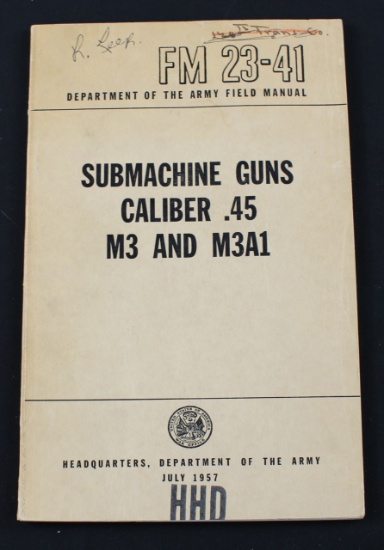 FM 23-41
DEPARTMENT OF THE ARMY FIELD MANUAL
SUBMACHINE GUNS
CALIBER .45
M3 AND M3A1
HEADQUARTERS, DEPARTMENT OF THE ARMY
JULY 1957
HHD